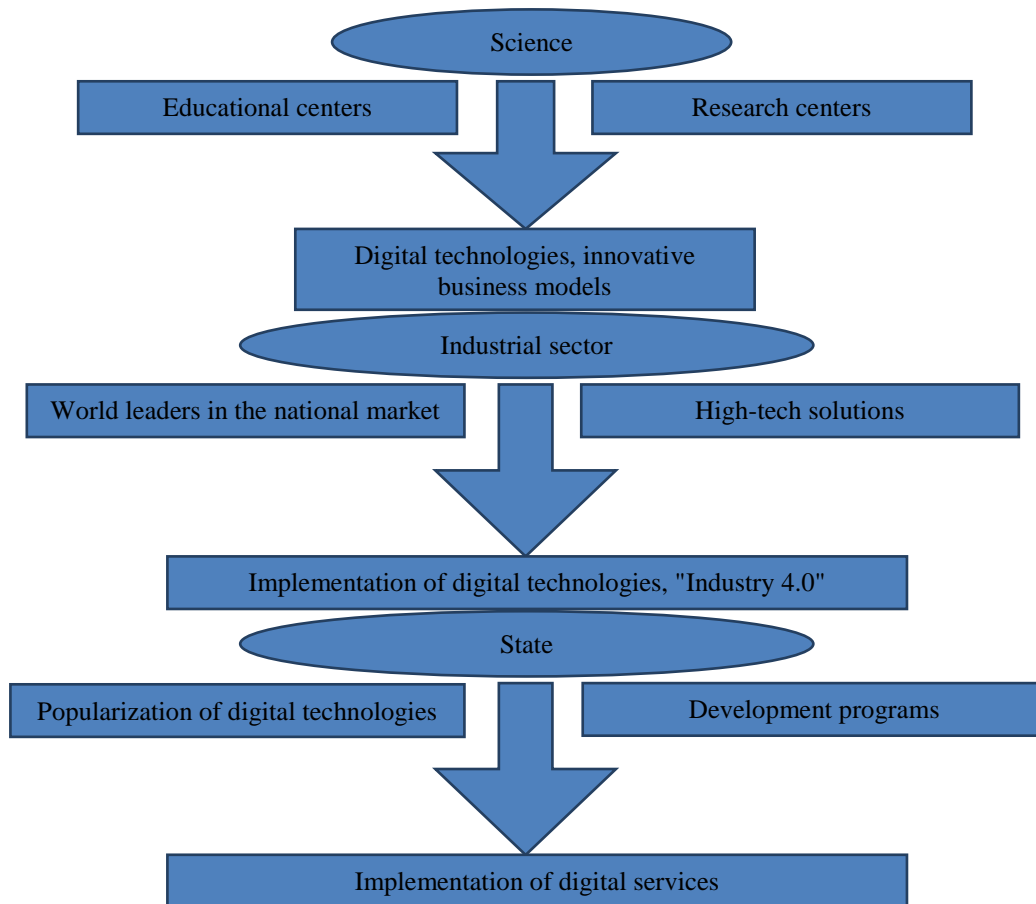 Science
Educational centers
Research centers
Digital technologies, innovative
business models
Industrial sector
World leaders in the national market
High-tech solutions
Implementation of digital technologies, "Industry 4.0"
State
Popularization of digital technologies
Development programs
Implementation of digital services